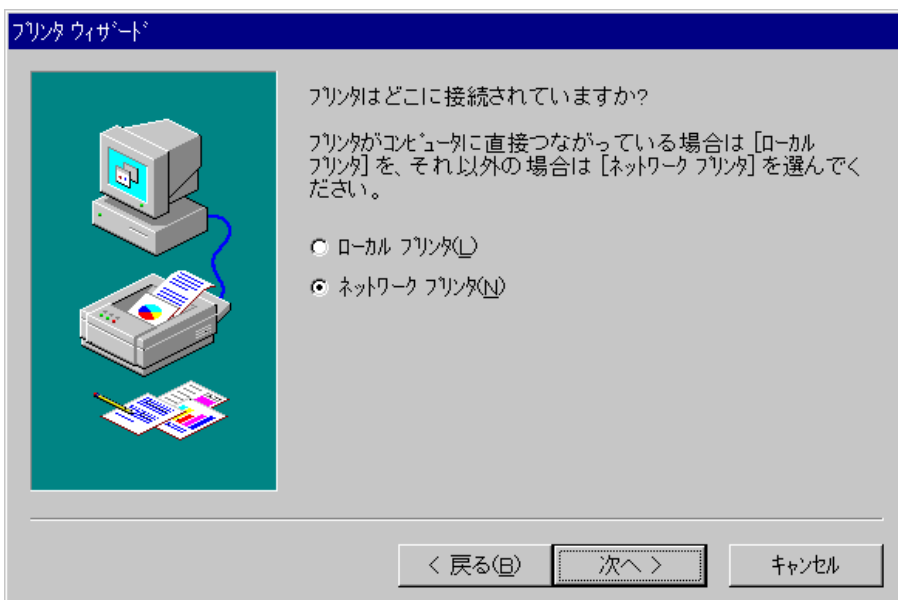 プリンタ ウィザード
プリンタはどこに接続されていますか?
プリンタがコンピュータに直接つながっている場合は [ローカル
プリンタ] を、それ以外の場合は [ネットワーク プリンタ] を選んでく
ださい。
ローカル プリンタ(L)
ネットワーク プリンタ(N)
< 戻る(B)
次へ >
キャンセル